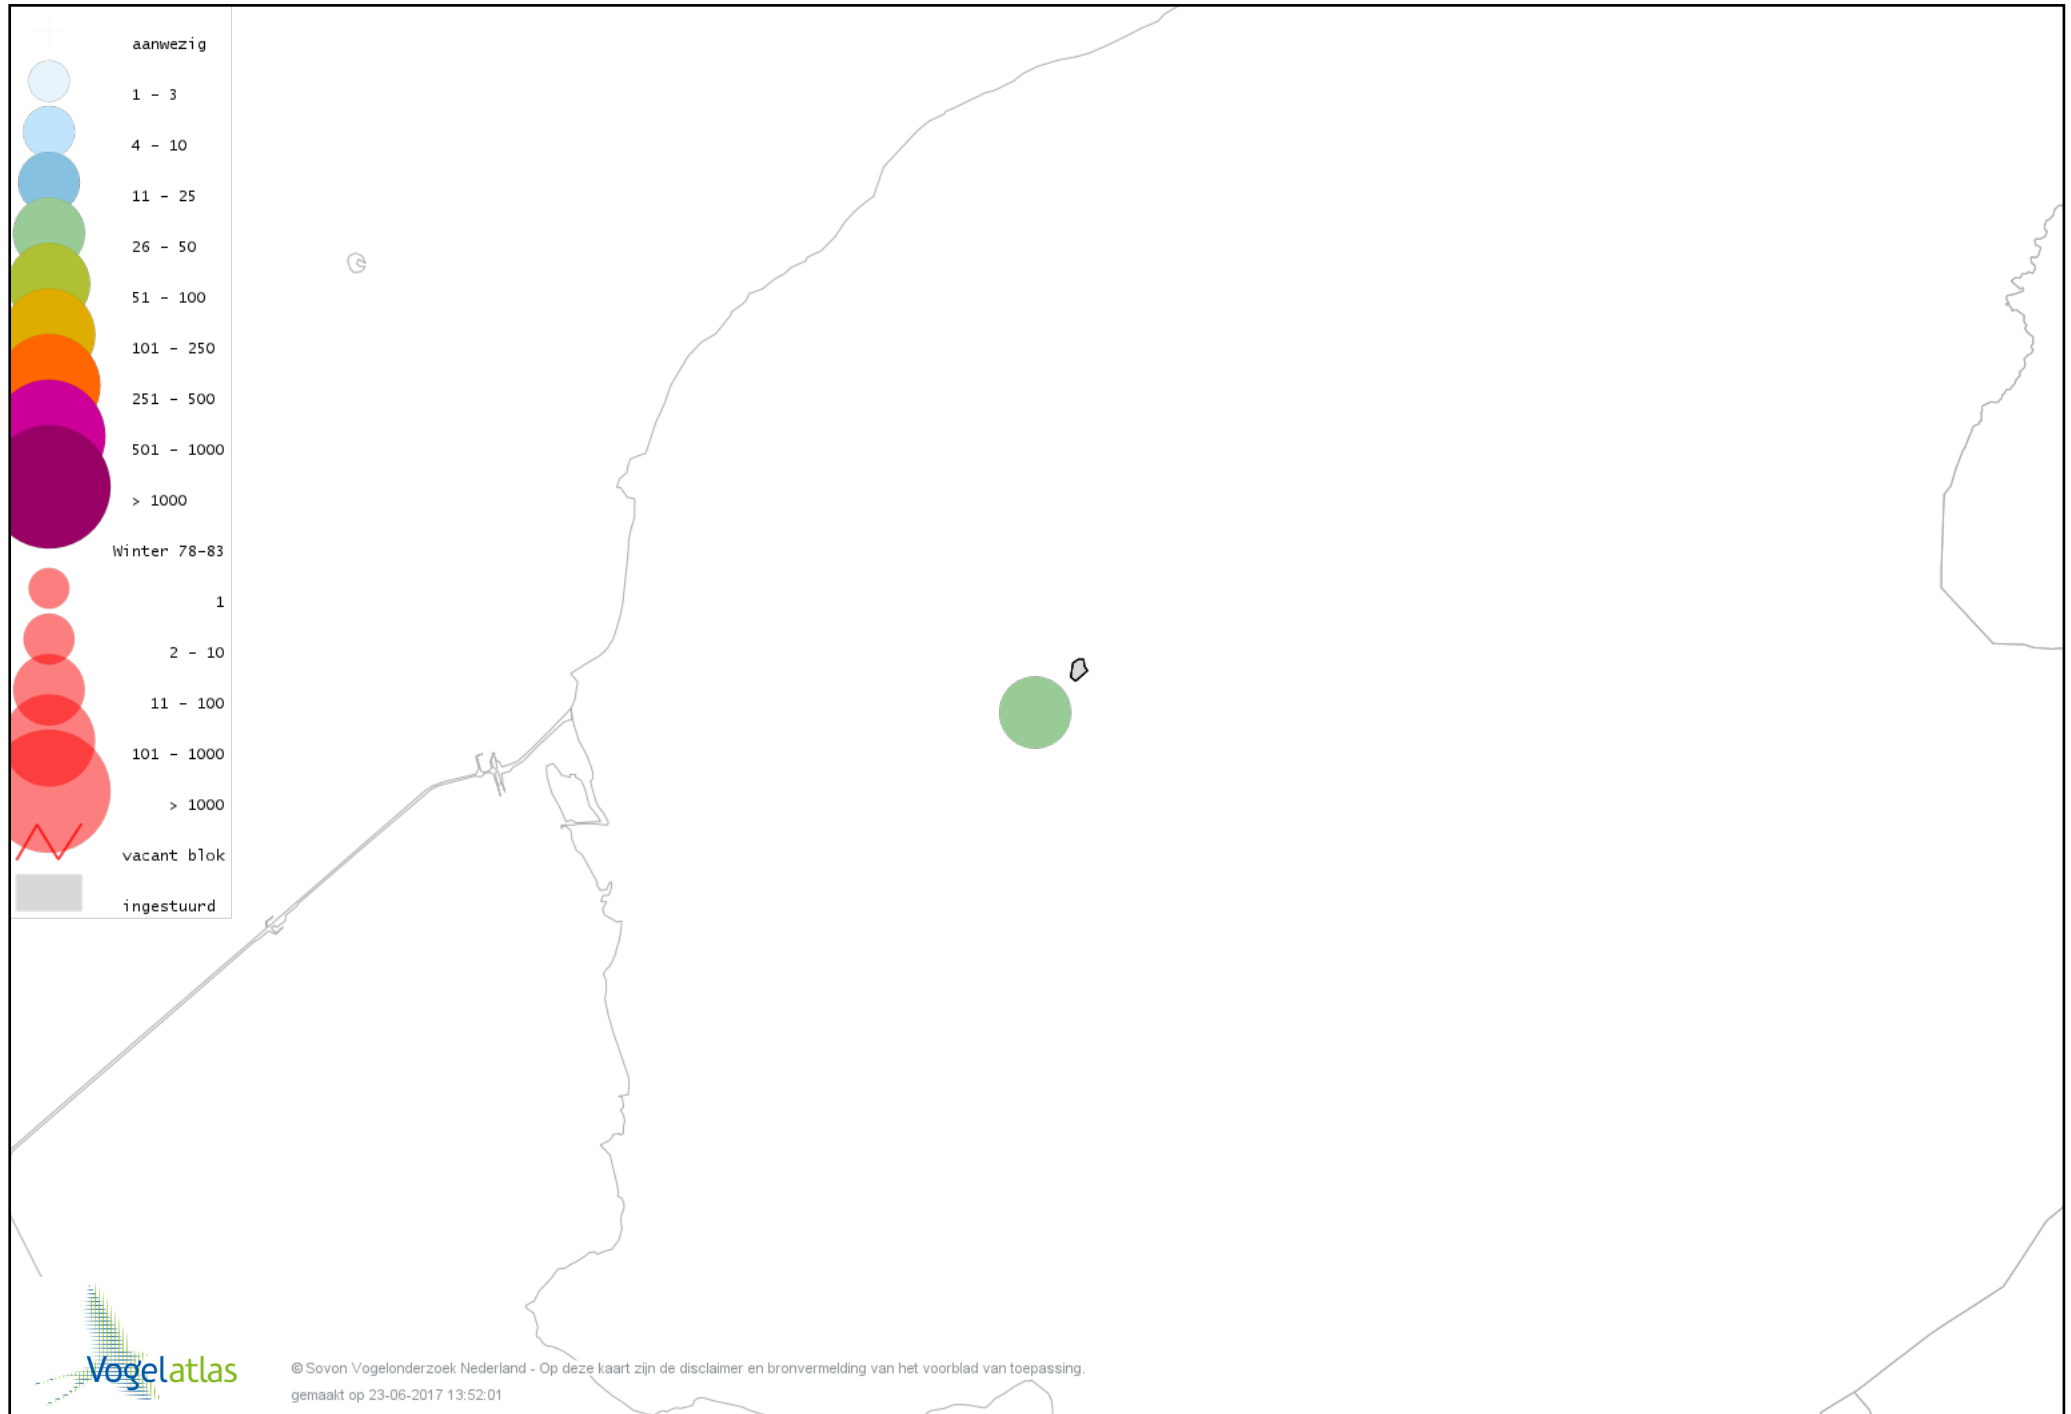 aanwezig
1 - 3
4 - 10
11 - 25
26 - 50
51 - 100
101 - 250
251 - 500
501 - 1000
> 1000
Winter 78-83
1
2 - 10
11 - 100
101 - 1000
> 1000
vacant blok
ingestuurd
Vogelatlas
© Sovon Vogelonderzoek Nederland - Op deze kaart zijn de disclaimer en bronvermelding van het voorblad van toepassing.
gemaakt op 23-06-2017 13:52:01